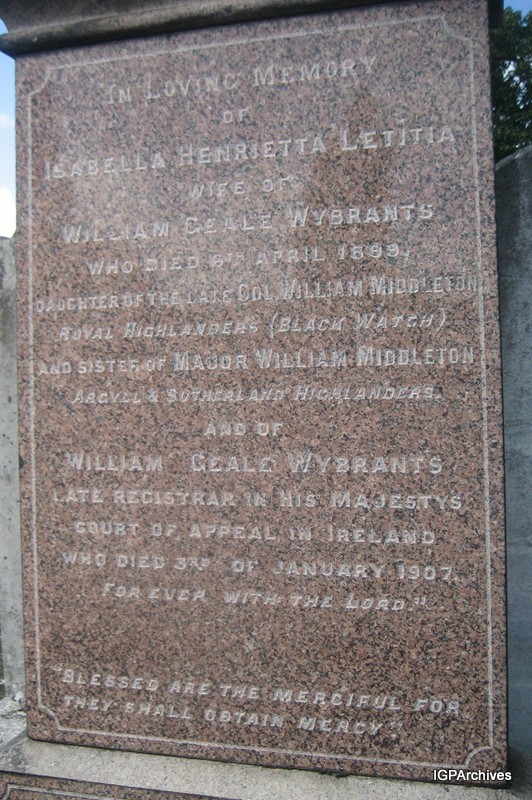 In Loving Memory
of
Isabella Henrietta Letitia
wife of
William Geale Wybrants
who died 6th April 1899,
daughter of the late Col. William Middleton
Royal Highlanders (Black Watch)
and sister of Major William Middleton
Argyll & Sutherland Highlanders.
and of
William Geale Wybrants
late Registrar in His Majestys
Court of Appeal in Ireland
who died 3rd of January 1907.
For ever with the Lord"
"Blessed are the merciful for
they shall obtain mercy".
IGPArchives